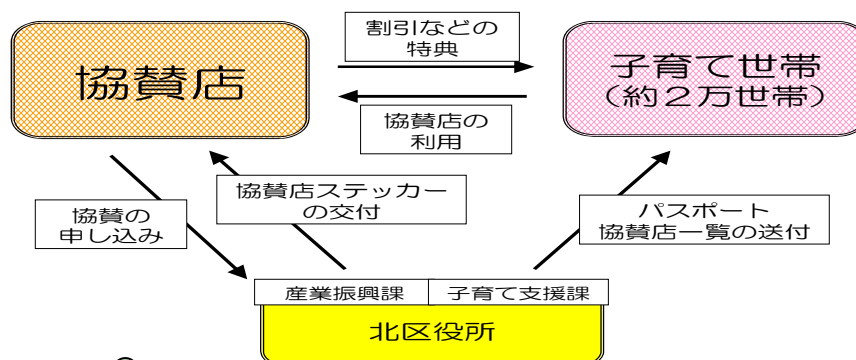 割引などの
特典
協賛店
子育て世帯
(約２万世帯)
協賛店の
利用
協賛店ステッカー
の交付
協賛の
申し込み
パスポート
協賛店一覧の送付
産業振興課
子育て支援課
北区役所